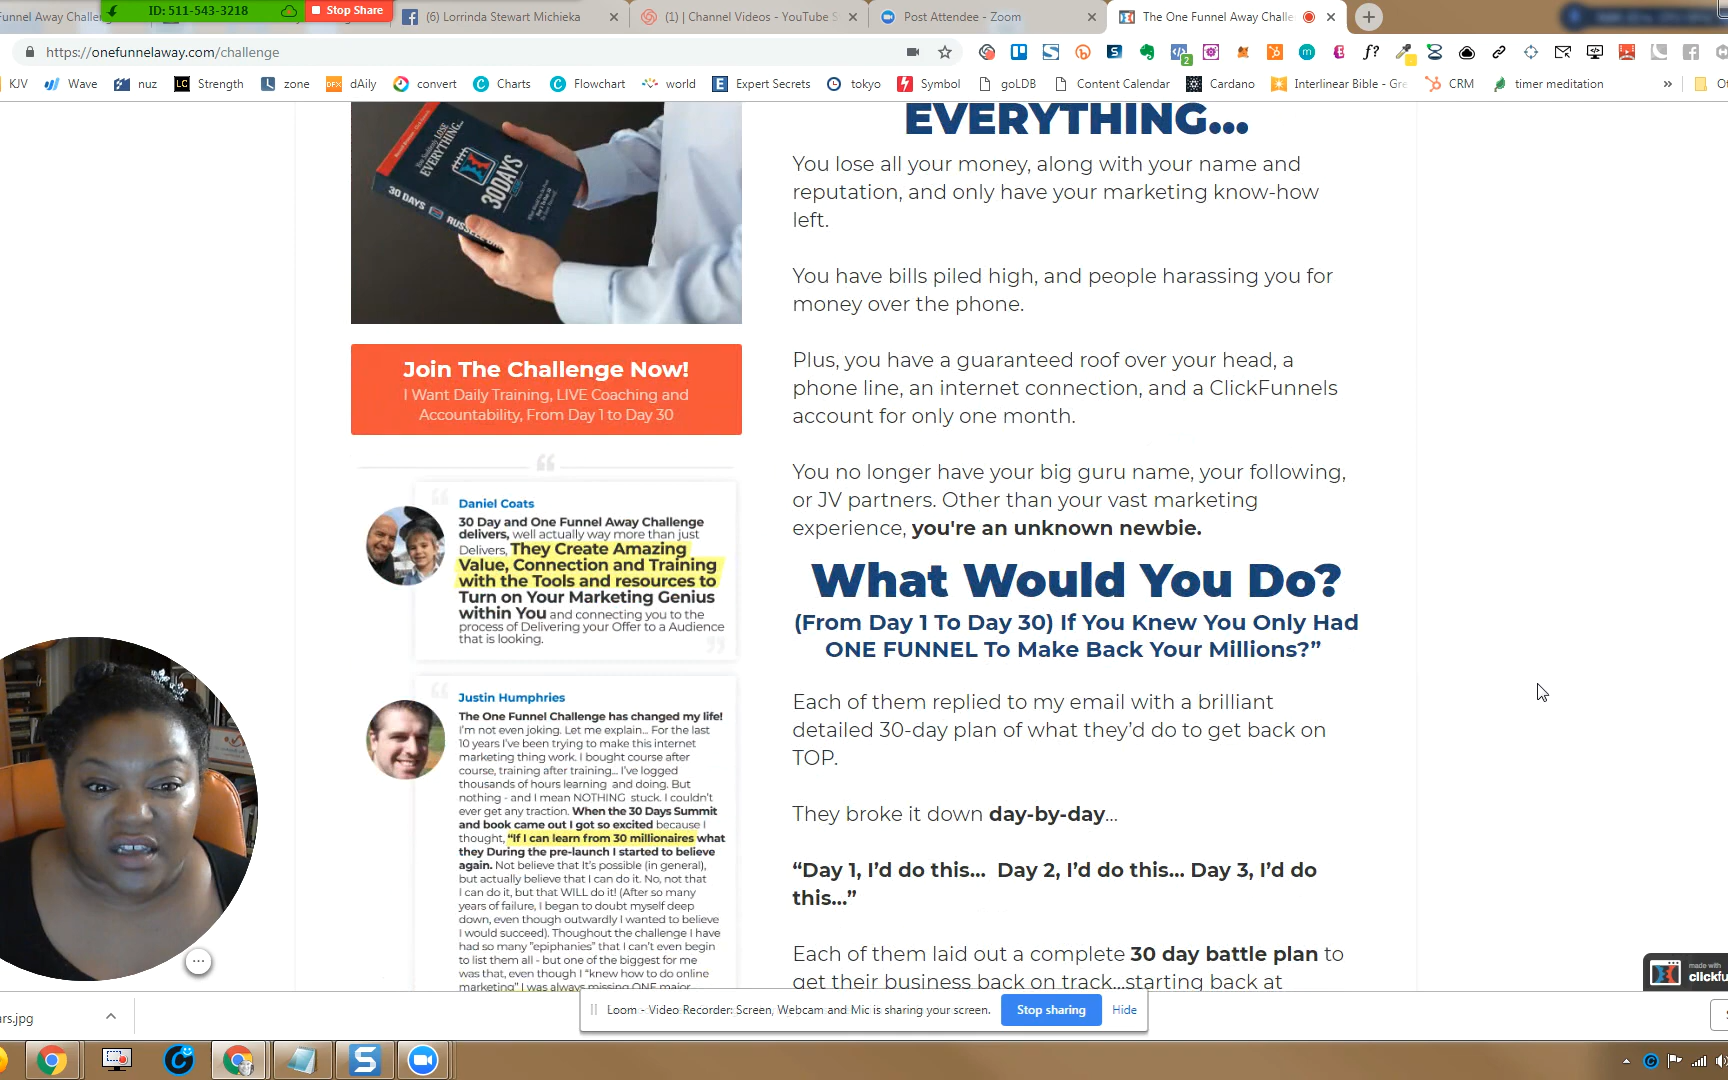 Funnel Away Challen
ID: 511-543-3218
Stop Share
(6) Lorrinda Stewart Michieka
(1) | Channel Videos - YouTube S
Post Attendee - Zoom
The One Funnel Away Challe
https://onefunnelaway.com/challenge
KJV
Wave
nuz
Strength
zone
dAily
convert
Charts
Flowchart
world
Expert Secrets
tokyo
Symbol
goLDB
Content Calendar
Cardano
Interlinear Bible - Gre
CRM
timer meditation
EVERYTHING...
You lose all your money, along with your name and
reputation, and only have your marketing know-how
left.
You have bills piled high, and people harassing you for
money over the phone.
Plus, you have a guaranteed roof over your head, a
phone line, an internet connection, and a ClickFunnels
account for only one month.
You no longer have your big guru name, your following,
or JV partners. Other than your vast marketing
experience, you're an unknown newbie.
What Would You Do?
(From Day 1 To Day 30) If You Knew You Only Had
ONE FUNNEL To Make Back Your Millions?”
Each of them replied to my email with a brilliant
detailed 30-day plan of what they’d do to get back on
TOP.
They broke it down day-by-day...
“Day 1, I’d do this... Day 2, I’d do this... Day 3, I’d do
this...”
Each of them laid out a complete 30 day battle plan to
get their business back on track...starting back at
You Suddenly LOSE
EVERYTHING...
30 DAYS
30 DAYS
Join The Challenge Now!
I Want Daily Training, LIVE Coaching and
Accountability, From Day 1 to Day 30
Daniel Coats
30 Day and One Funnel Away Challenge
delivers, well actually way more than just
Delivers, They Create Amazing
Value, Connection and Training
with the Tools and resources to
Turn on Your Marketing Genius
within You and connecting you to the
process of Delivering your Offer to a Audience
that is looking.
Justin Humphries
The One Funnel Challenge has changed my life!
I'm not even joking. Let me explain... For the last
10 years I've been trying to make this internet
marketing thing work. I bought course after
course, training after training... I've logged
thousands of hours learning and doing. But
nothing - and I mean NOTHING stuck. I couldn't
ever get any traction. When the 30 Days Summit
and book came out I got so excited because I
thought, “If I can learn from 30 millionaires what
they During the pre-launch I started to believe
again. Not believe that It's possible (in general),
but actually believe that I can do it. No, not that
I can do it, but that WILL do it! (After so many
years of failure, I began to doubt myself deep
down, even though outwardly I wanted to believe
I would succeed). Thoughout the challenge I have
had so many "epiphanies" that I can't even begin
to list them all - but one of the biggest for me
was that, even though I "knew how to do online
marketing" I was always missing ONE major
made with
clickfu
Loom - Video Recorder: Screen, Webcam and Mic is sharing your screen.
Stop sharing
Hide
rs.jpg